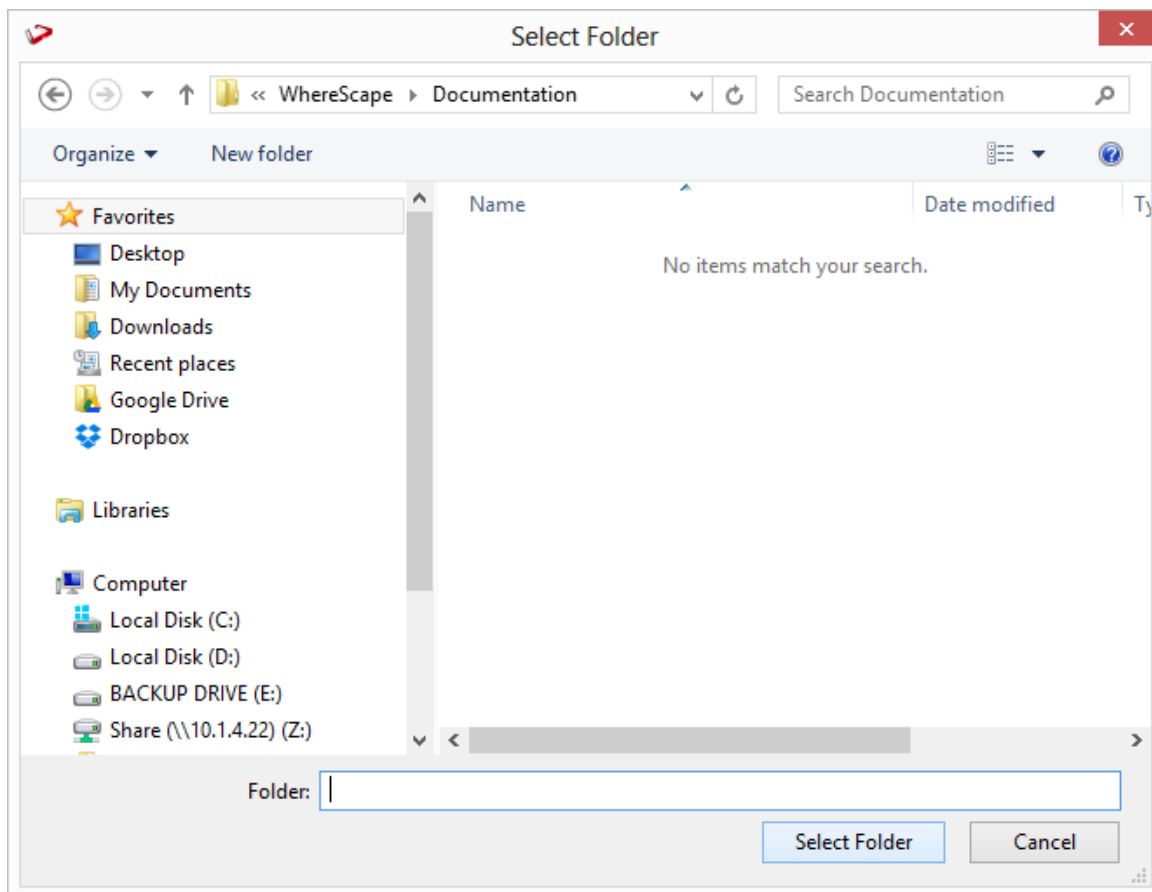 Select Folder
« WhereScape Documentation Search Documentation
Organize New folder
Name Date modified Ty
No items match your search.
Favorites
Desktop
My Documents
Downloads
Recent places
Google Drive
Dropbox
Libraries
Computer
Local Disk (C:)
Local Disk (D:)
BACKUP DRIVE (E:)
Share (\\10.1.4.22) (Z:)
Folder:
Select Folder Cancel